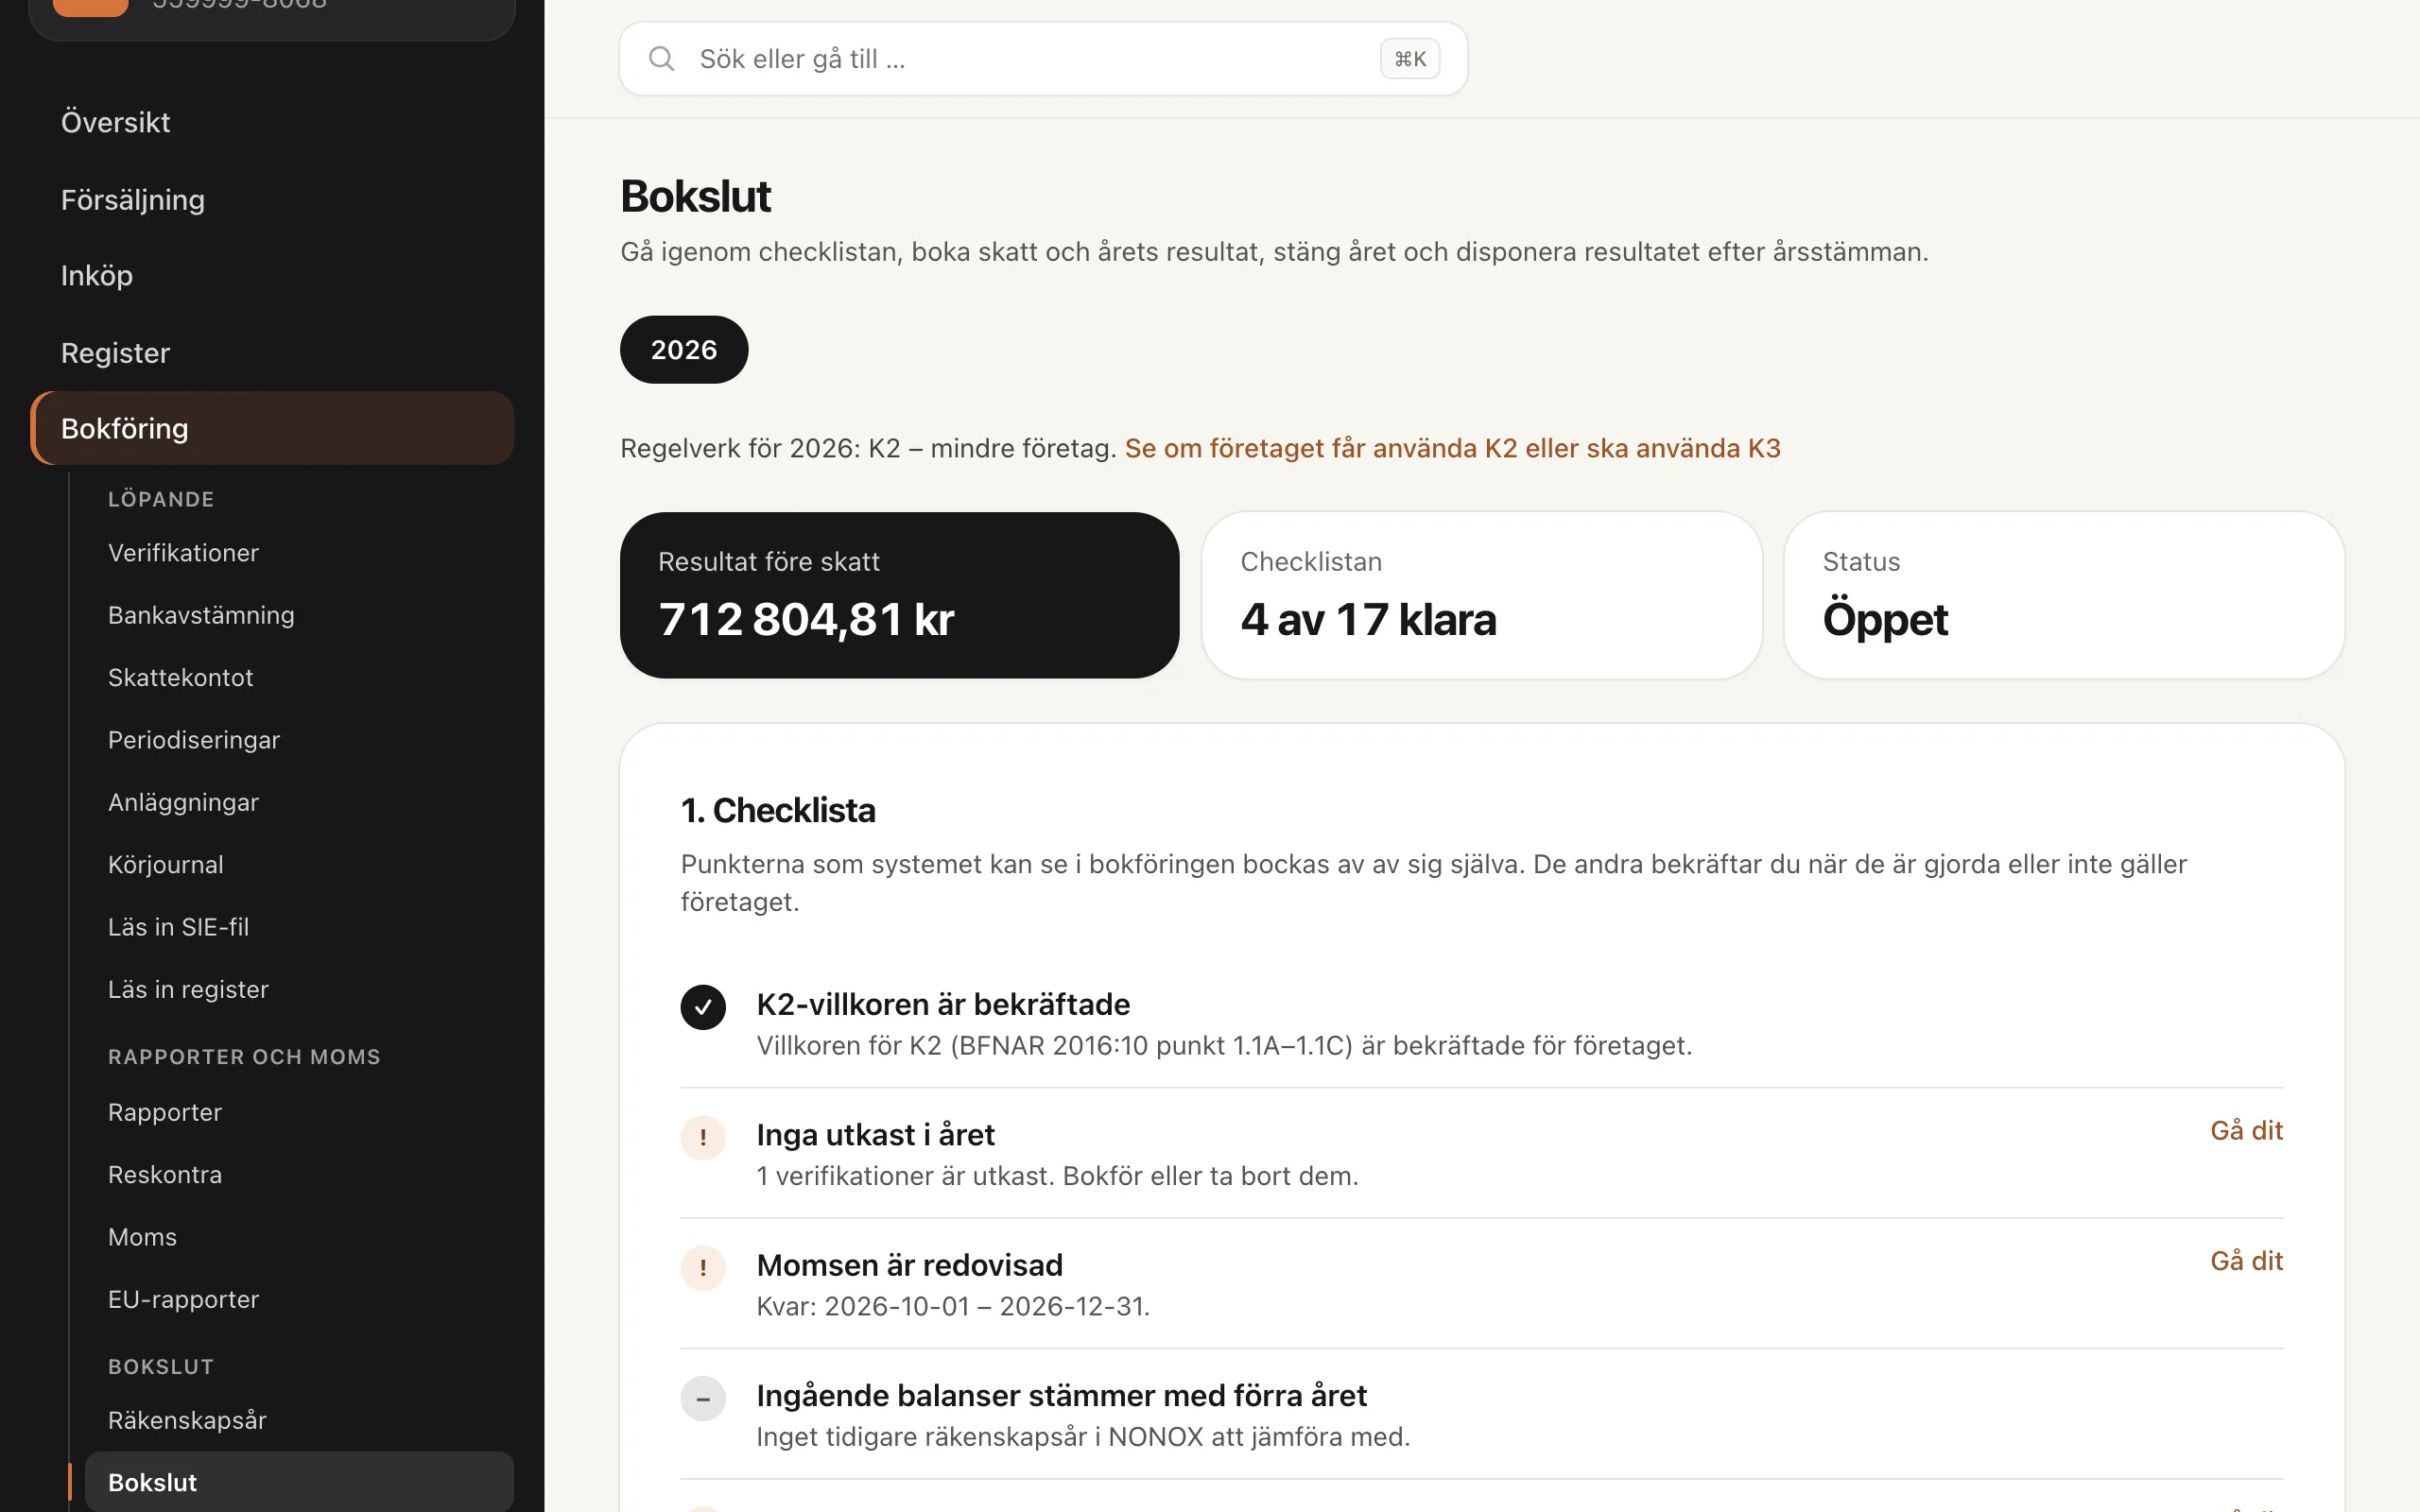 559999-8068
Översikt
Försäljning
Inköp
Register
Bokföring
LÖPANDE
Verifikationer
Bankavstämning
Skattekontot
Periodiseringar
Anläggningar
Körjournal
Läs in SIE-fil
Läs in register
RAPPORTER OCH MOMS
Rapporter
Reskontra
Moms
EU-rapporter
BOKSLUT
Räkenskapsår
Bokslut
Sök eller gå till ...
⌘K
Bokslut
Gå igenom checklistan, boka skatt och årets resultat, stäng året och disponera resultatet efter årsstämman.
2026
Regelverk för 2026: K2 – mindre företag. Se om företaget får använda K2 eller ska använda K3
Resultat före skatt
712 804,81 kr
Checklistan
4 av 17 klara
Status
Öppet
1. Checklista
Punkterna som systemet kan se i bokföringen bockas av av sig själva. De andra bekräftar du när de är gjorda eller inte gäller
företaget.
K2-villkoren är bekräftade
Villkoren för K2 (BFNAR 2016:10 punkt 1.1A–1.1C) är bekräftade för företaget.
! Inga utkast i året
Gå dit
1 verifikationer är utkast. Bokför eller ta bort dem.
! Momsen är redovisad
Gå dit
Kvar: 2026-10-01 – 2026-12-31.
– Ingående balanser stämmer med förra året
Inget tidigare räkenskapsår i NONOX att jämföra med.